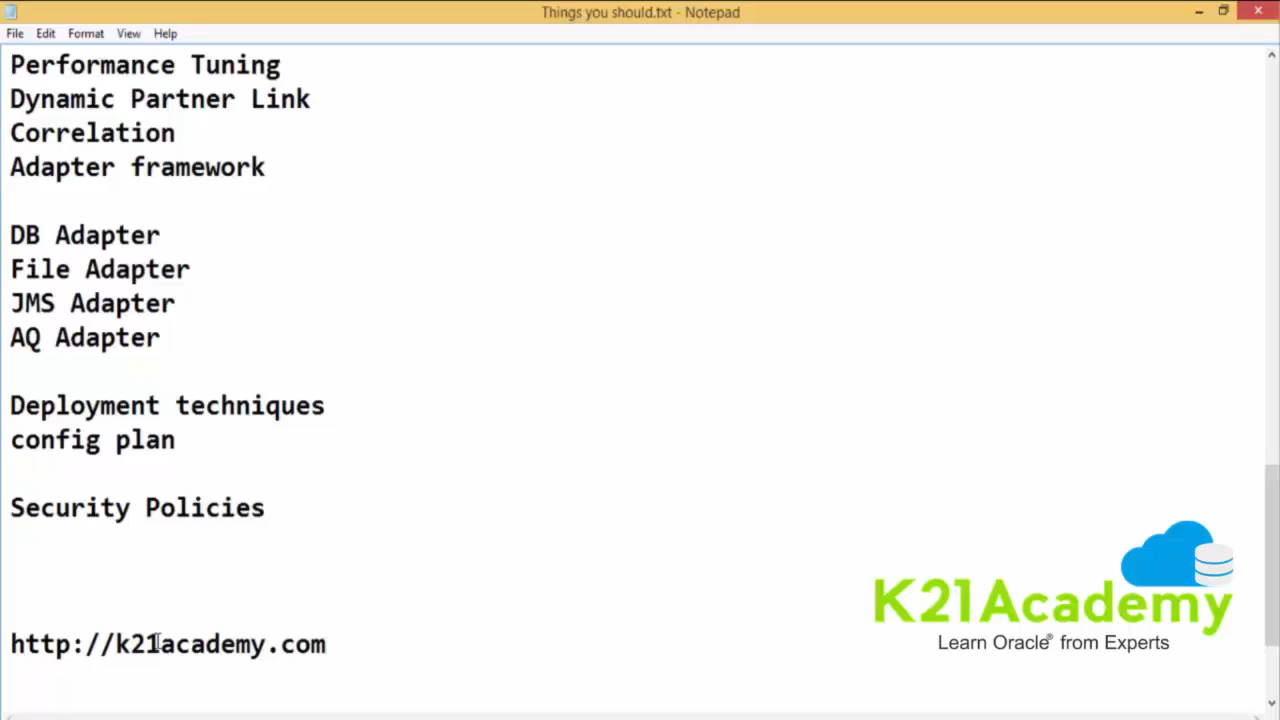 Things you should.txt - Notepad
File Edit Format View Help
Performance Tuning
Dynamic Partner Link
Correlation
Adapter framework
DB Adapter
File Adapter
JMS Adapter
AQ Adapter
Deployment techniques
config plan
Security Policies
http://k21academy.com
K21Academy
Learn Oracle® from Experts